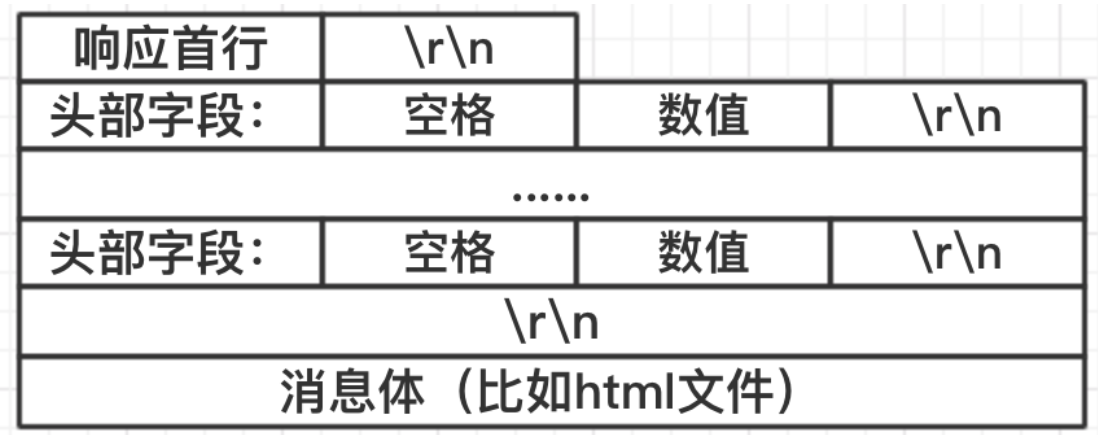 响应首行 \r\n
头部字段： 空格 数值 \r\n
......
头部字段： 空格 数值 \r\n
\r\n
消息体（比如html文件）